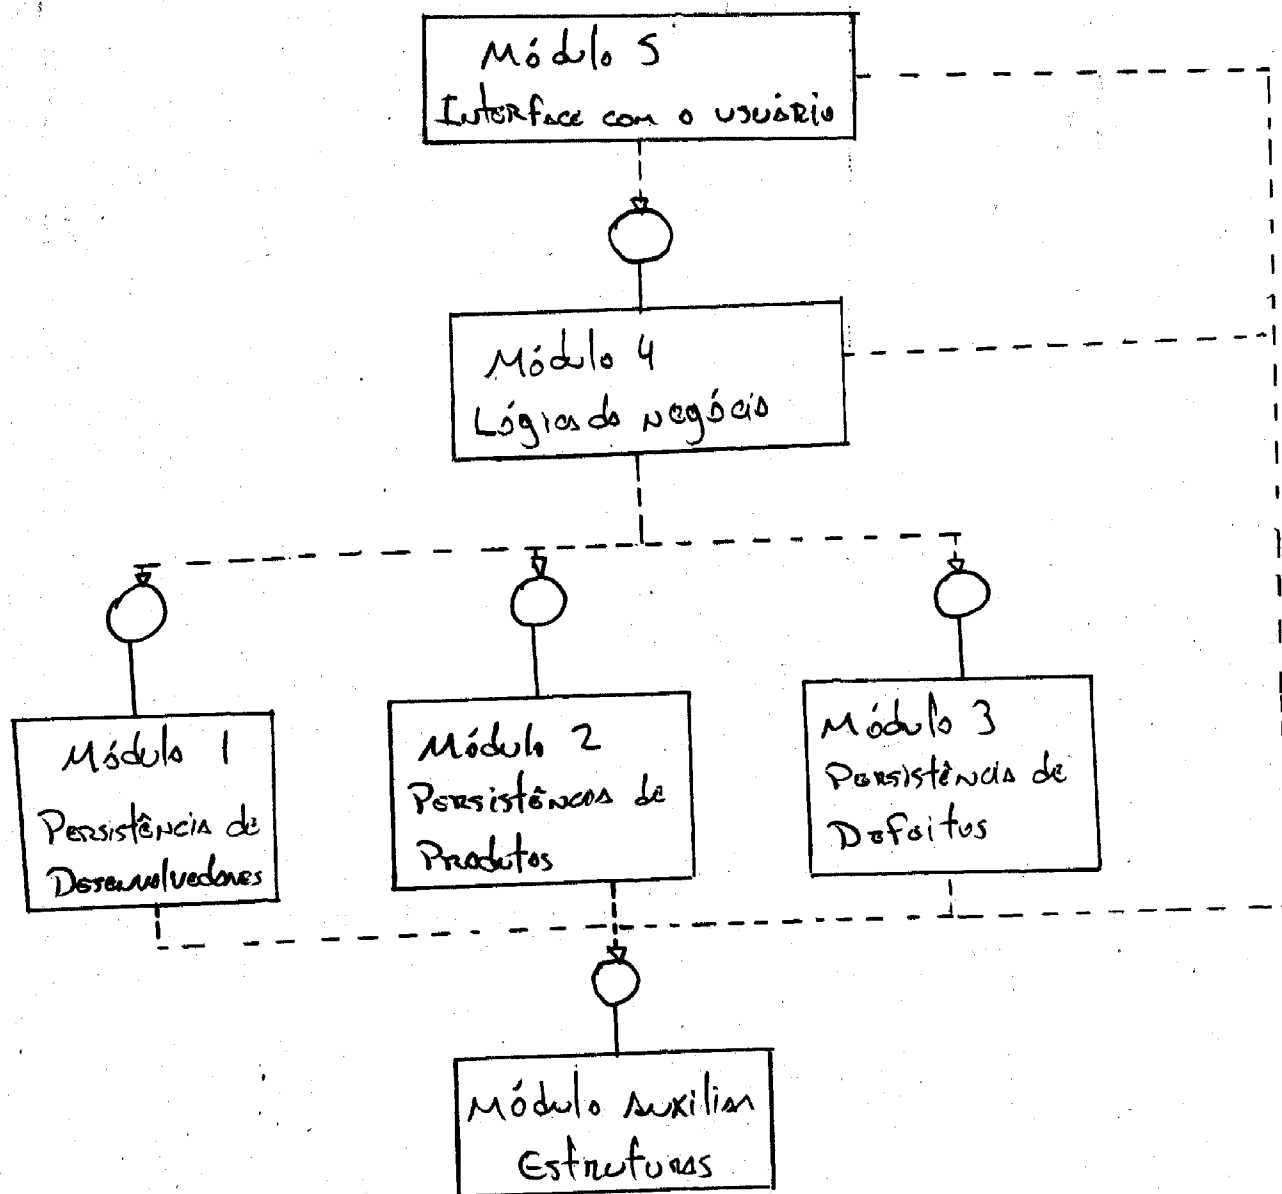 Módulo 5
Interface com o usuário
Módulo 4
Lógica do negócio
Módulo 1
Persistência de
Desenvolvedores
Módulo 2
Persistência de
Produtos
Módulo 3
Persistência de
Defeitos
Módulo Auxiliar
Estruturas